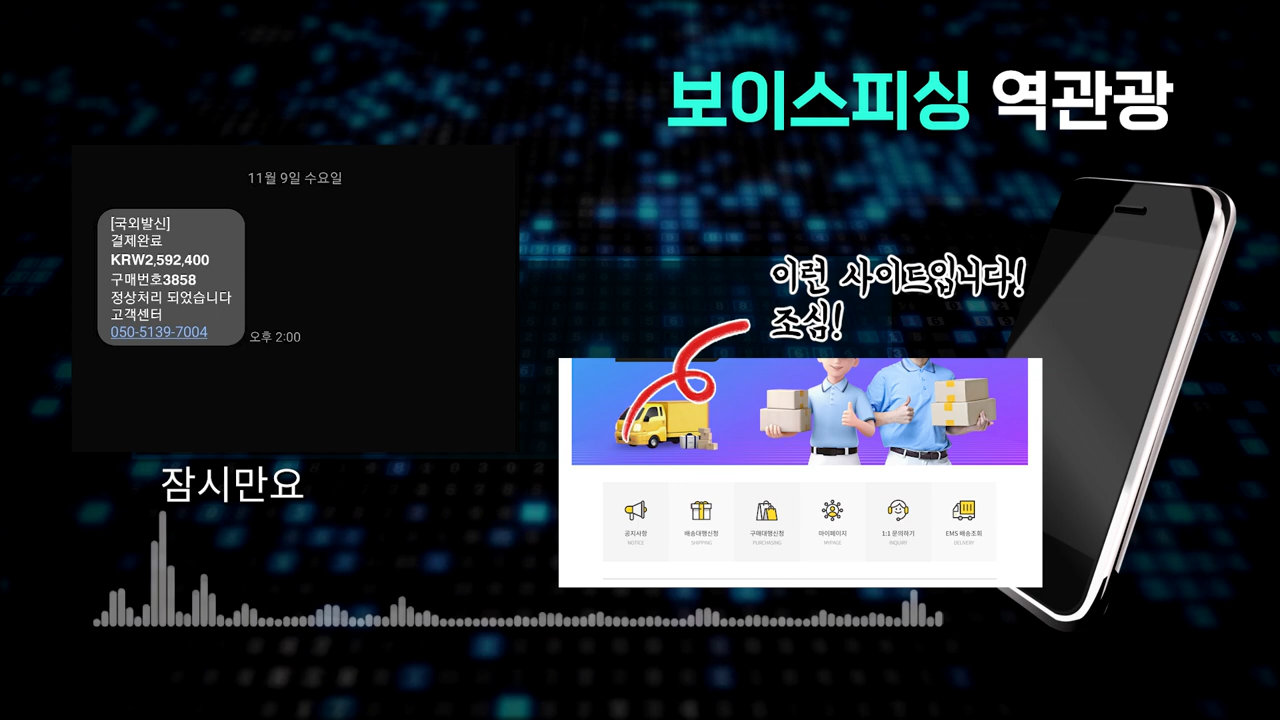 보이스피싱 역관광
11월 9일 수요일
[국외발신]
결제완료
KRW2,592,400
구매번호3858
정상처리 되었습니다
고객센터
050-5139-7004
오후 2:00
이런 사이드입니다!
조심!
잠시만요
공지사항
NOTICE
배송대행신청
SHIPPING
구매대행신청
PURCHASING
마이페이지
MYPAGE
1:1 문의하기
INQUIRY
EMS 배송조회
DELIVERY